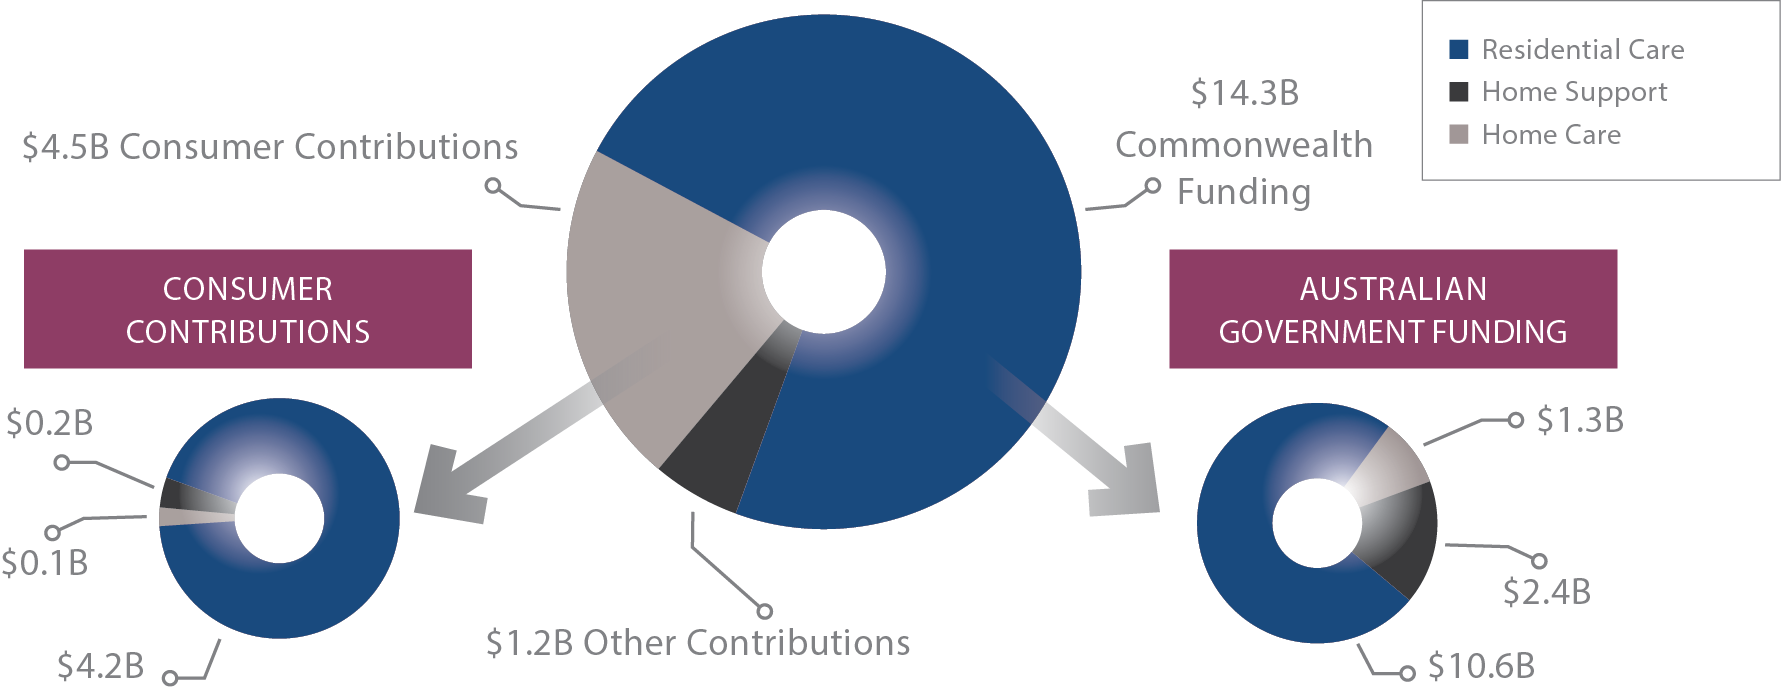 Residential Care
Home Support
Home Care
$14.3B
Commonwealth
Funding
$4.5B Consumer Contributions
CONSUMER
CONTRIBUTIONS
AUSTRALIAN
GOVERNMENT FUNDING
$0.2B
$0.1B
$4.2B
$1.2B Other Contributions
$1.3B
$2.4B
$10.6B